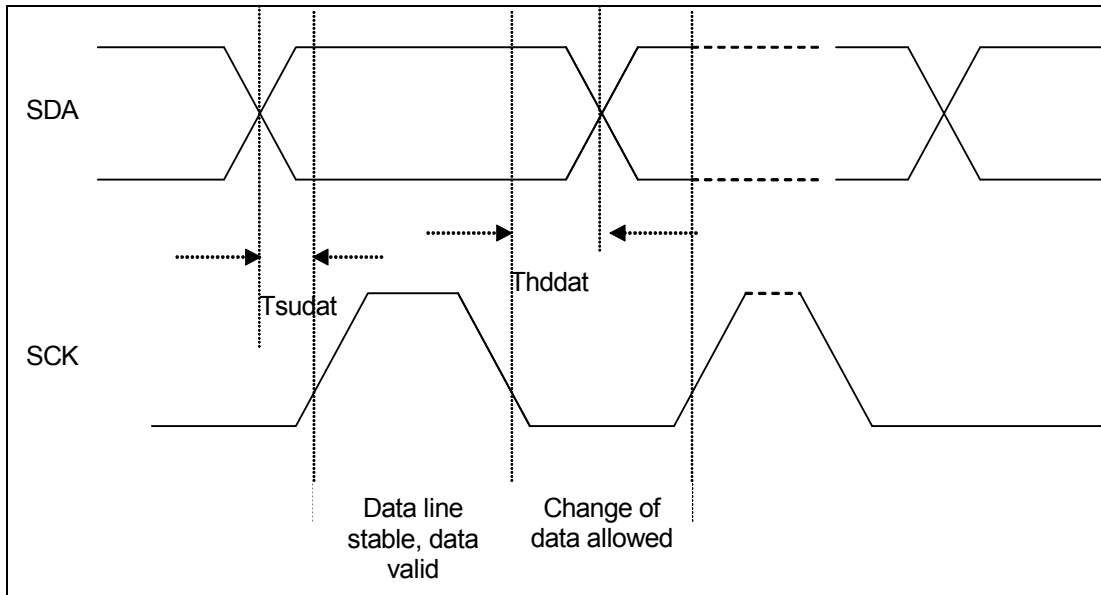 SDA
Thddat
Tsudat
SCK
Data line
stable, data
valid
Change of
data allowed